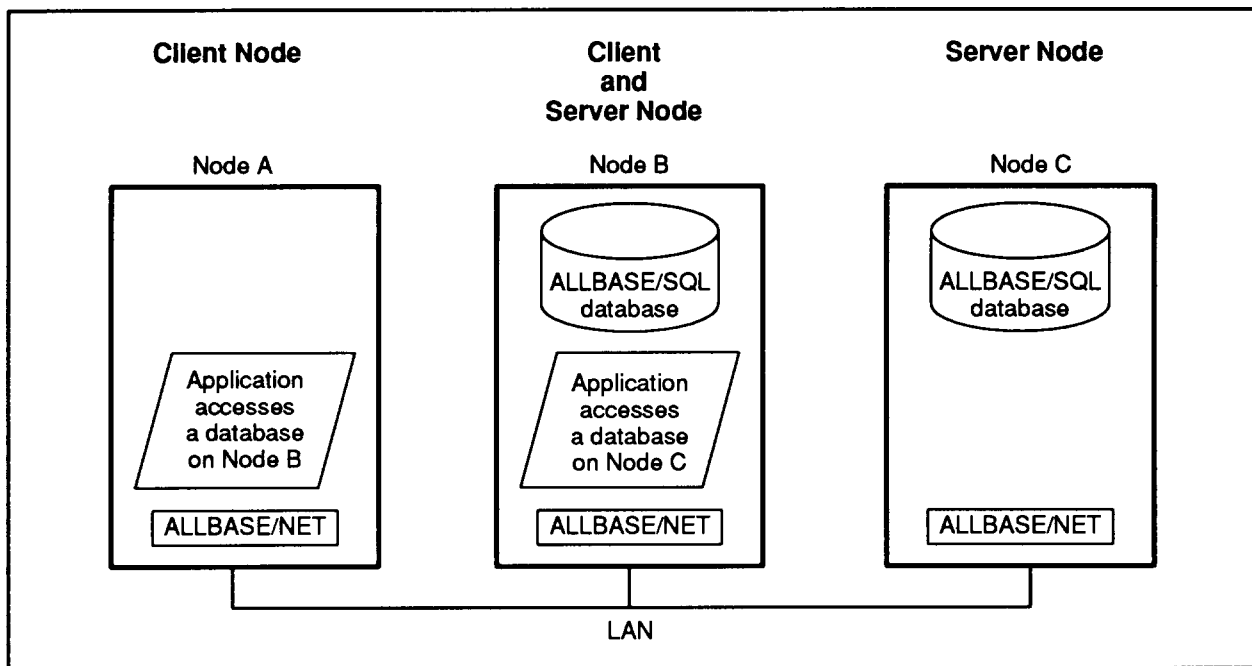 Client Node
Client
and
Server Node
Server Node
Node A
Node B
Node C
ALLBASE/SQL
database
ALLBASE/SQL
database
Application
accesses
a database
on Node B
Application
accesses
a database
on Node C
ALLBASE/NET
ALLBASE/NET
ALLBASE/NET
LAN